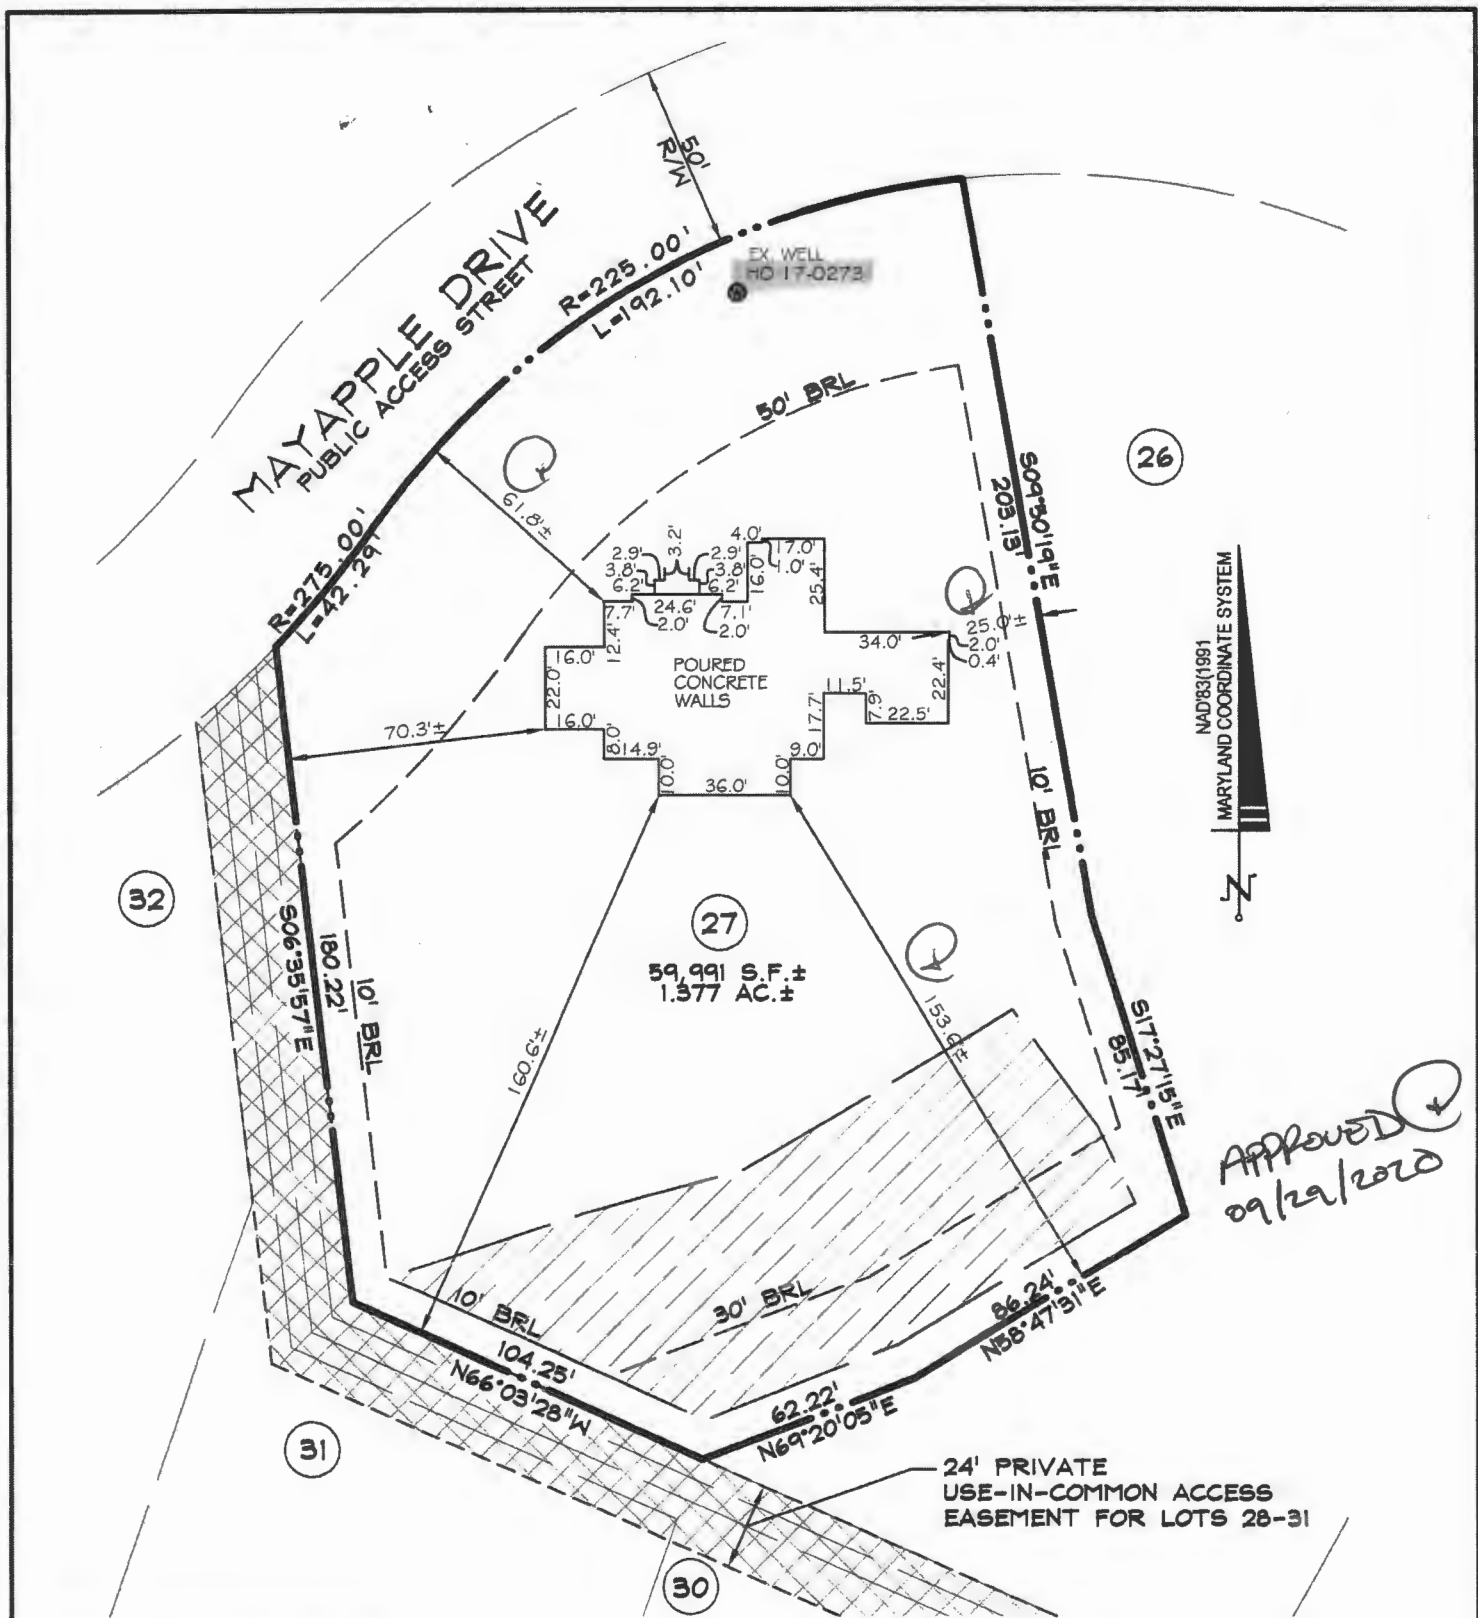 50'
R/W
MAYAPPLE DRIVE
PUBLIC ACCESS STREET
R=225.00'
L=192.10'
EX. WELL
HO 17-0273
50' BRL
26
S09°50'19"E
203.13'
R=275.00'
L=42.29'
61.8'±
2.9'
3.8'
6.2'
3.2'
2.9'
3.8'
6.2'
4.0'
17.0'
1.0'
16.0'
25.4'
7.7'
24.6'
7.1'
2.0'
2.0'
12.4'
16.0'
22.0'
16.0'
34.0'
25.0'±
2.0'
0.4'
22.4'
POURED
CONCRETE
WALLS
11.5'
7.9'
22.5'
17.7'
70.3'±
8.0'
14.9'
10.0'
36.0'
10.0'
9.0'
NAD'83(1991
MARYLAND COORDINATE SYSTEM
N
10' BRL
32
27
59,991 S.F.±
1.377 AC.±
S06°35'57"E
180.22'
10' BRL
160.6'±
153.6'±
S17°27'15"E
85.17'
APPROVED
09/29/2020
10' BRL
30' BRL
104.25'
N66°03'28"W
86.24'
N58°47'31"E
62.22'
N69°20'05"E
31
24' PRIVATE
USE-IN-COMMON ACCESS
EASEMENT FOR LOTS 28-31
30